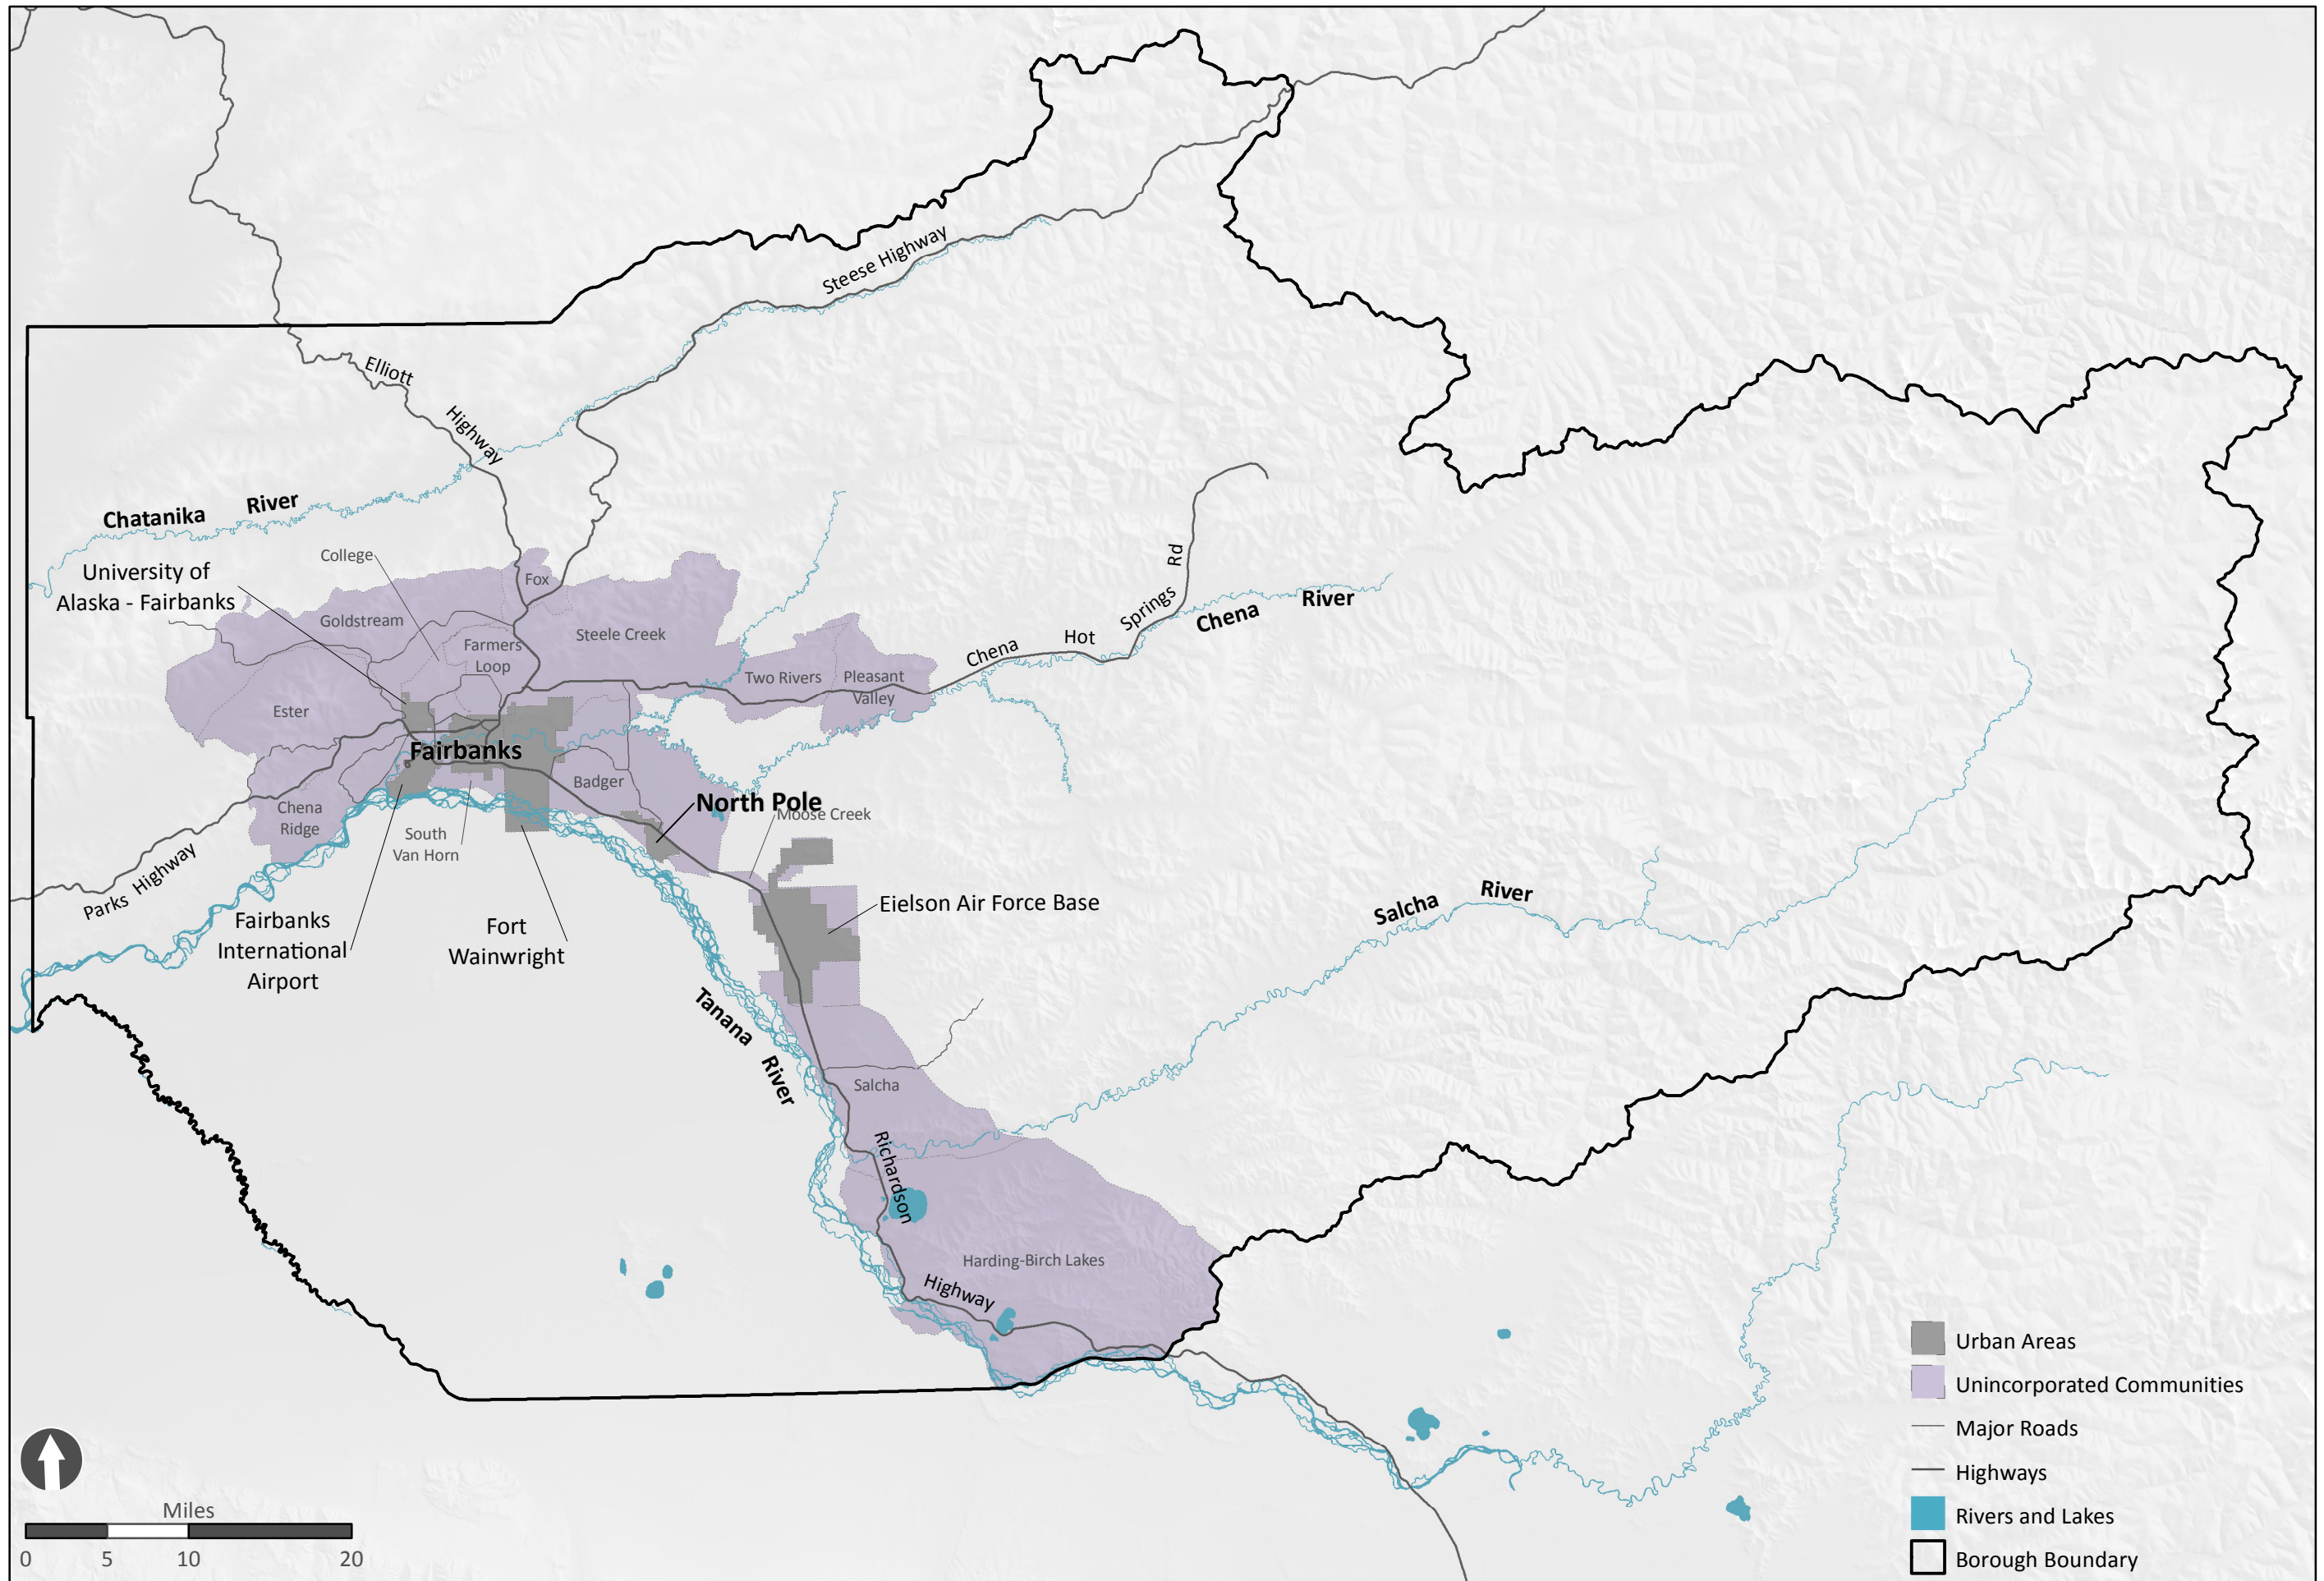 Steese Highway
Elliott
Highway
Chatanika River
College
University of
Alaska - Fairbanks
Fox
Goldstream
Steele Creek
Farmers
Loop
Chena Hot Springs Rd
Chena River
Two Rivers
Pleasant
Valley
Ester
Fairbanks
Badger
North Pole
Moose Creek
Chena
Ridge
South
Van Horn
Parks Highway
Eielson Air Force Base
Salcha River
Fairbanks
International
Airport
Fort
Wainwright
Tanana River
Salcha
Richardson
Highway
Harding-Birch Lakes
Urban Areas
Unincorporated Communities
Major Roads
Highways
Rivers and Lakes
Borough Boundary
Miles
0 5 10 20